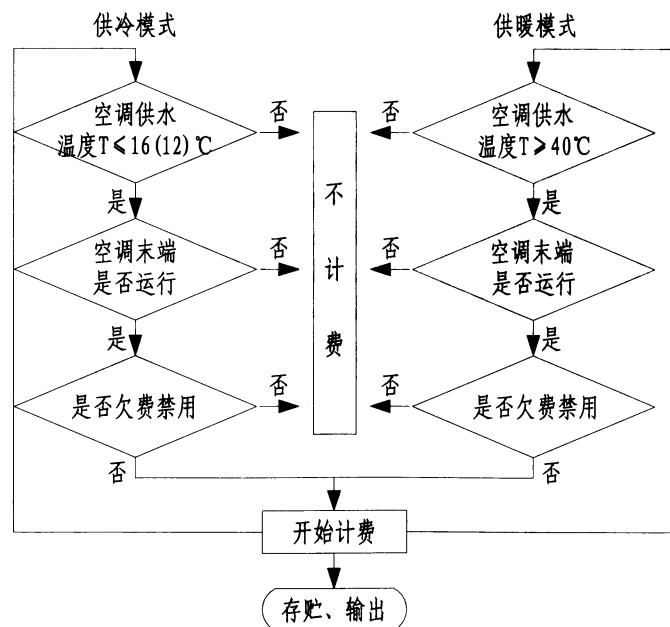 供冷模式
供暖模式
空调供水
温度T≤16(12)℃
否
否
空调供水
温度T≥40℃
是
是
不
计
费
空调末端
是否运行
否
否
空调末端
是否运行
是
是
是否欠费禁用
否
否
是否欠费禁用
否
否
开始计费
存贮、输出